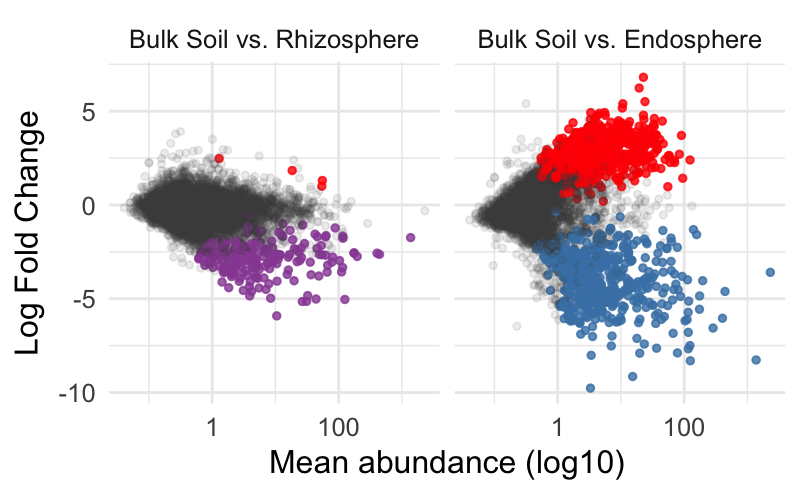 Bulk Soil vs. Rhizosphere
Bulk Soil vs. Endosphere
Log Fold Change
5
0
-5
-10
1
100
1
100
Mean abundance (log10)